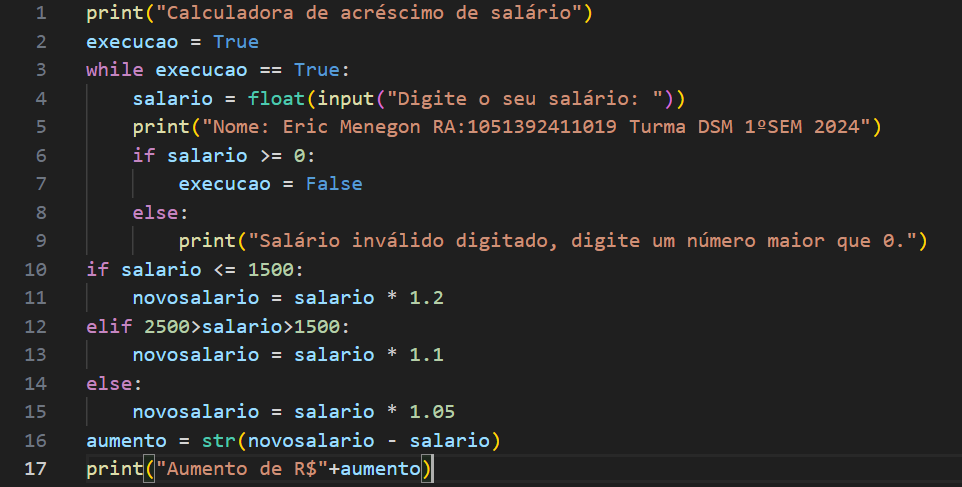 1 print("Calculadora de acréscimo de salário")
2 execucao = True
3 while execucao == True:
4     salario = float(input("Digite o seu salário: "))
5     print("Nome: Eric Menegon RA:1051392411019 Turma DSM 1ºSEM 2024")
6     if salario >= 0:
7         execucao = False
8     else:
9         print("Salário inválido digitado, digite um número maior que 0.")
10 if salario <= 1500:
11     novosalario = salario * 1.2
12 elif 2500>salario>1500:
13     novosalario = salario * 1.1
14 else:
15     novosalario = salario * 1.05
16 aumento = str(novosalario - salario)
17 print("Aumento de R$"+aumento)